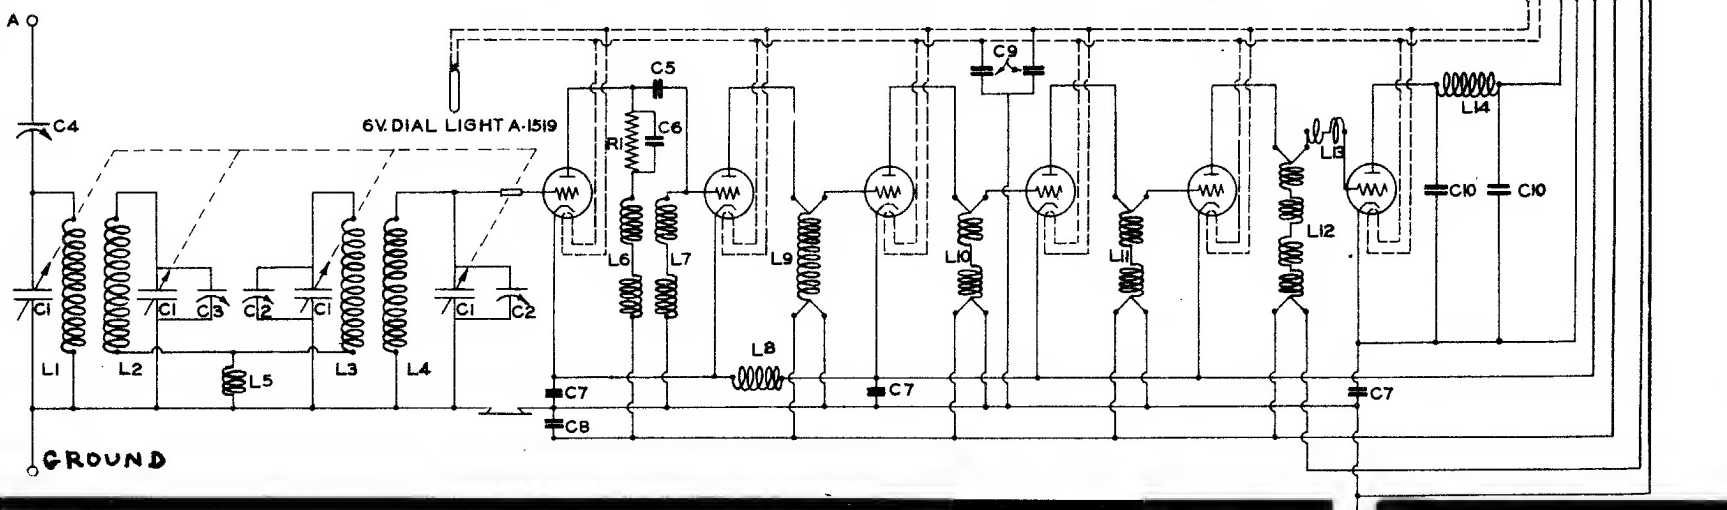 A
C9
C5
C4
6V. DIAL LIGHT A-1519
R1
C6
L14
L13
C10
C10
L6
L7
L9
L10
L11
L12
C1
C1
C3
C2
C1
C1
C2
L1
L2
L5
L3
L4
L8
C7
C7
C7
C8
GROUND